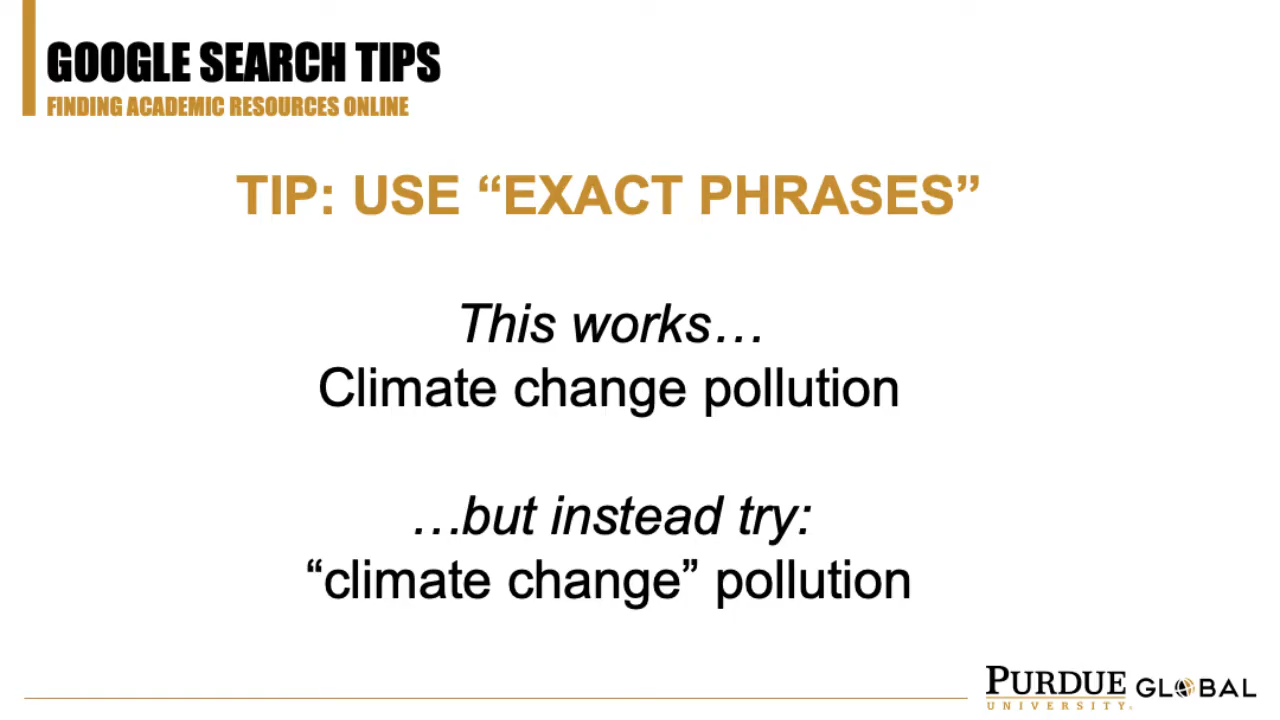 GOOGLE SEARCH TIPS
FINDING ACADEMIC RESOURCES ONLINE
TIP: USE “EXACT PHRASES”
This works…
Climate change pollution
…but instead try:
“climate change” pollution
PURDUE GLOBAL
UNIVERSITY